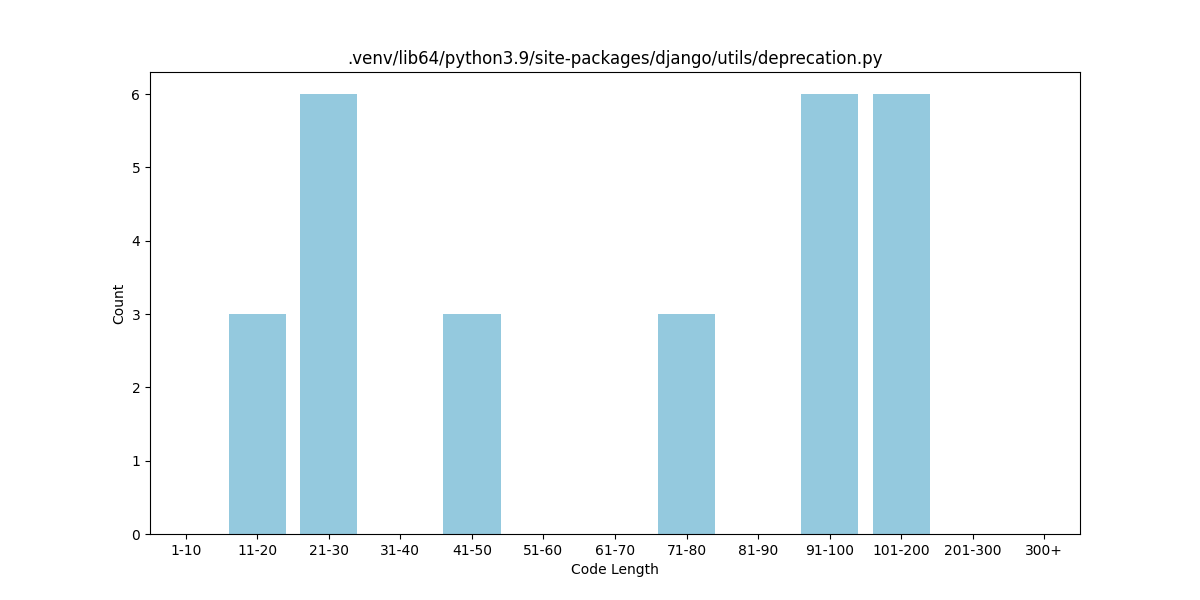 .venv/lib64/python3.9/site-packages/django/utils/deprecation.py
6
5
4
3
2
1
0
Count
1-10 11-20 21-30 31-40 41-50 51-60 61-70 71-80 81-90 91-100 101-200 201-300 300+
Code Length